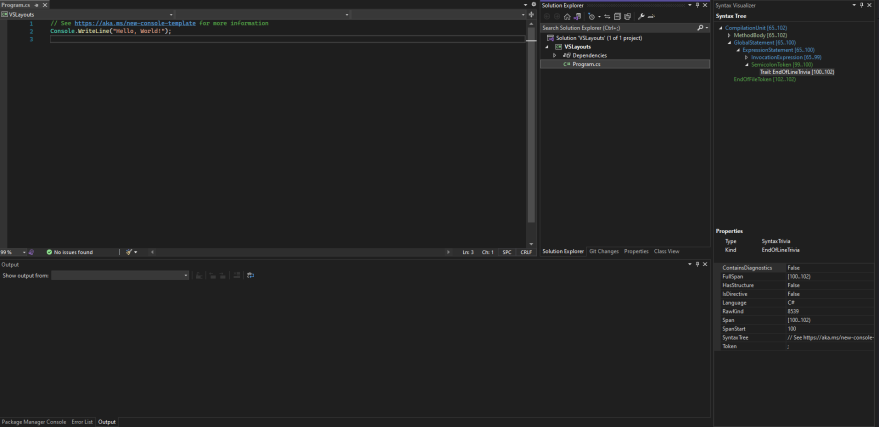 Program.cs
VSLayouts
1 // See https://aka.ms/new-console-template for more information
2 Console.WriteLine("Hello, World!");
3
99 %
No issues found
Ln: 3 Ch: 1 SPC CRLF
Output
Show output from:
Package Manager Console Error List Output
Solution Explorer
Search Solution Explorer (Ctrl+;)
Solution 'VSLayouts' (1 of 1 project)
VSLayouts
Dependencies
C# Program.cs
Solution Explorer Git Changes Properties Class View
Syntax Visualizer
Syntax Tree
CompilationUnit [65..102)
MethodBody [65..102)
GlobalStatement [65..100)
ExpressionStatement [65..100)
InvocationExpression [65..99)
SemicolonToken [99..100)
Trail: EndOfLineTrivia [100..102)
EndOfFileToken [102..102)
Properties
Type SyntaxTrivia
Kind EndOfLineTrivia
ContainsDiagnostics False
FullSpan [100..102)
HasStructure False
IsDirective False
Language C#
RawKind 8539
Span [100..102)
SpanStart 100
SyntaxTree // See https://aka.ms/new-console-
Token ;